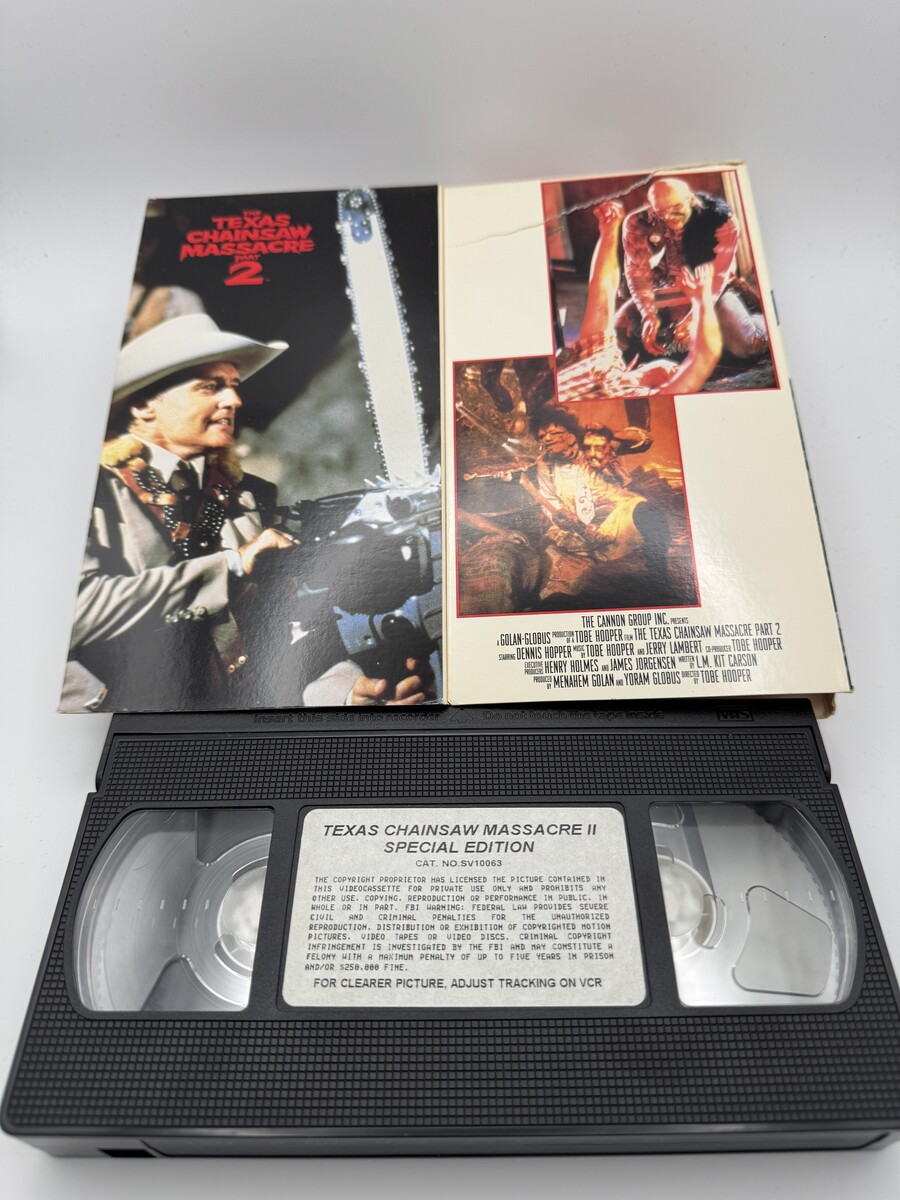 THE
TEXAS
CHAINSAW
MASSACRE
PART
2
THE CANNON GROUP INC. PRESENTS
A GOLAN-GLOBUS PRODUCTION OF A TOBE HOOPER FILM THE TEXAS CHAINSAW MASSACRE PART 2
STARRING DENNIS HOPPER MUSIC BY TOBE HOOPER AND JERRY LAMBERT CO-PRODUCER TOBE HOOPER
EXECUTIVE PRODUCERS HENRY HOLMES AND JAMES JORGENSEN WRITTEN BY L.M. KIT CARSON
PRODUCED BY MENAHEM GOLAN AND YORAM GLOBUS DIRECTED BY TOBE HOOPER
Insert this side into recorder Do not touch the tape inside VHS
TEXAS CHAINSAW MASSACRE II
SPECIAL EDITION
CAT. NO.SV10063
THE COPYRIGHT PROPRIETOR HAS LICENSED THE PICTURE CONTAINED IN
THIS VIDEOCASSETTE FOR PRIVATE USE ONLY AND PROHIBITS ANY
OTHER USE. COPYING. REPRODUCTION OR PERFORMANCE IN PUBLIC. IN
WHOLE OR IN PART. FBI WARNING: FEDERAL LAW PROVIDES SEVERE
CIVIL AND CRIMINAL PENALTIES FOR THE UNAUTHORIZED
REPRODUCTION. DISTRIBUTION OR EXHIBITION OF COPYRIGHTED MOTION
PICTURES. VIDEO TAPES OR VIDEO DISCS. CRIMINAL COPYRIGHT
INFRINGEMENT IS INVESTIGATED BY THE FBI AND MAY CONSTITUTE A
FELONY WITH A MAXIMUM PENALTY OF UP TO FIVE YEARS IN PRISON
AND/OR $250.000 FINE.
FOR CLEARER PICTURE, ADJUST TRACKING ON VCR